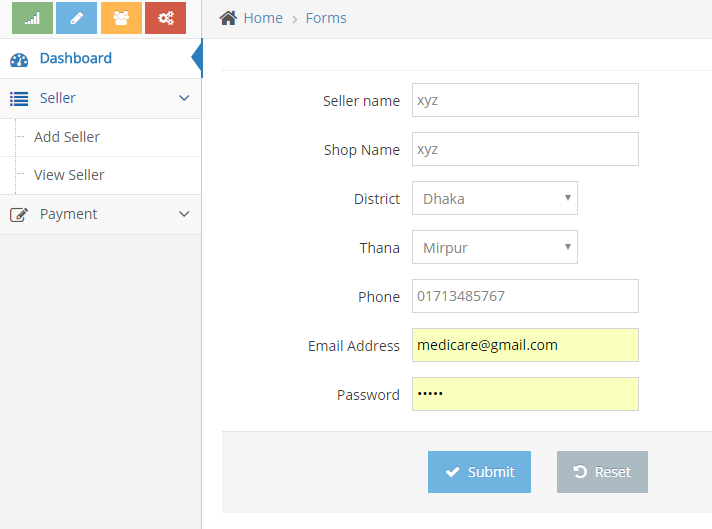 Home > Forms
Dashboard
Seller
Add Seller
View Seller
Payment
Seller name xyz
Shop Name xyz
District Dhaka
Thana Mirpur
Phone 01713485767
Email Address medicare@gmail.com
Password •••••
Submit Reset